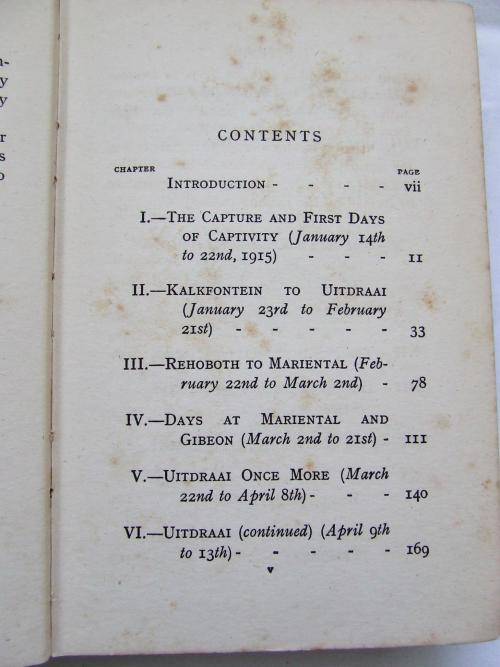 n-
y
y
r
s
o
CONTENTS
CHAPTER PAGE
INTRODUCTION - - - - vii
I.—THE CAPTURE AND FIRST DAYS
OF CAPTIVITY (January 14th
to 22nd, 1915) - - - 11
II.—KALKFONTEIN TO UITDRAAI
(January 23rd to February
21st) - - - - - 33
III.—REHOBOTH TO MARIENTAL (Feb-
ruary 22nd to March 2nd) - 78
IV.—DAYS AT MARIENTAL AND
GIBEON (March 2nd to 21st) - 111
V.—UITDRAAI ONCE MORE (March
22nd to April 8th) - - - 140
VI.—UITDRAAI (continued) (April 9th
to 13th) - - - - - 169
v